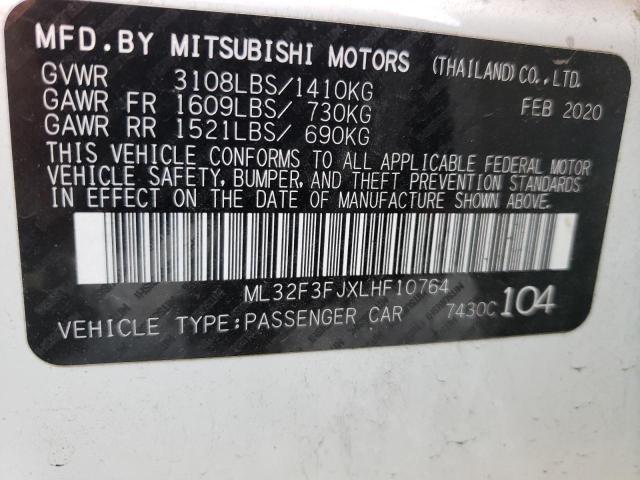 MFD.BY MITSUBISHI MOTORS (THAILAND) CO., LTD.
GVWR 3108LBS/1410KG FEB 2020
GAWR FR 1609LBS/ 730KG
GAWR RR 1521LBS/ 690KG
THIS VEHICLE CONFORMS TO ALL APPLICABLE FEDERAL MOTOR
VEHICLE SAFETY, BUMPER, AND THEFT PREVENTION STANDARDS
IN EFFECT ON THE DATE OF MANUFACTURE SHOWN ABOVE.
ML32F3FJXLHF10764
VEHICLE TYPE:PASSENGER CAR 7430C 104